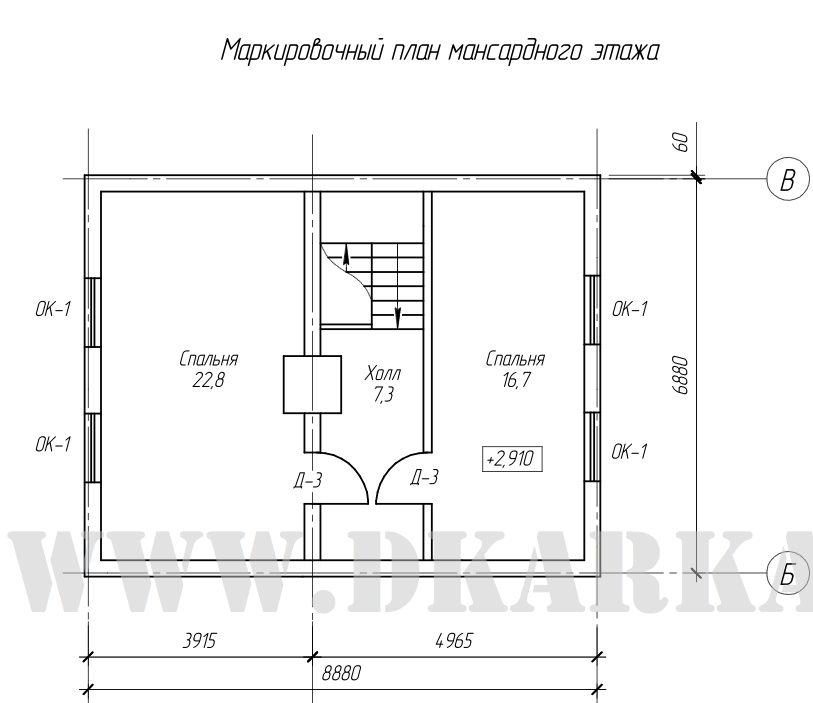 Маркировочный план мансардного этажа
60
В
ОК-1
ОК-1
Спальня
22,8
Холл
7,3
Спальня
16,7
6880
ОК-1
ОК-1
+2,910
Д-3
Д-3
WWW.DKARKA
Б
3915
4965
8880